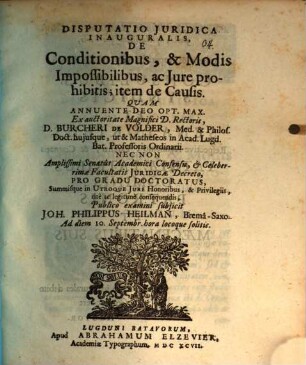 DISPUTATIO JURIDICA
INAUGURALIS,
DE
04.
Conditionibus, & Modis
Impossibilibus, ac Jure pro-
hibitis; item de Causis.
QUAM
ANNUENTE DEO OPT. MAX.
Ex auctoritate Magnifici D. Rectoris,
D. BURCHERI DE VOLDER, Med. & Philos.
Doct. hujusque, ut & Matheseos in Acad. Lugd.
Bat. Professoris Ordinarii.
NEC NON
Amplissimi Senatus Academici Consensu, & Celeber-
rimæ Facultatis JURIDICÆ Decreto,
PRO GRADU DOCTORATUS,
Summisque in UTROQUE JURE Honoribus, & Privilegiis,
rite ac legitime consequendis,
Publico examini subjicit
JOH. PHILIPPUS HEILMAN, Bremâ-Saxo.
Ad diem 10. Septembr. hora locoque solitis.
LUGDUNI BATAVORUM,
Apud ABRAHAMUM ELZEVIER,
Academiæ Typographum. MDCXCVII.